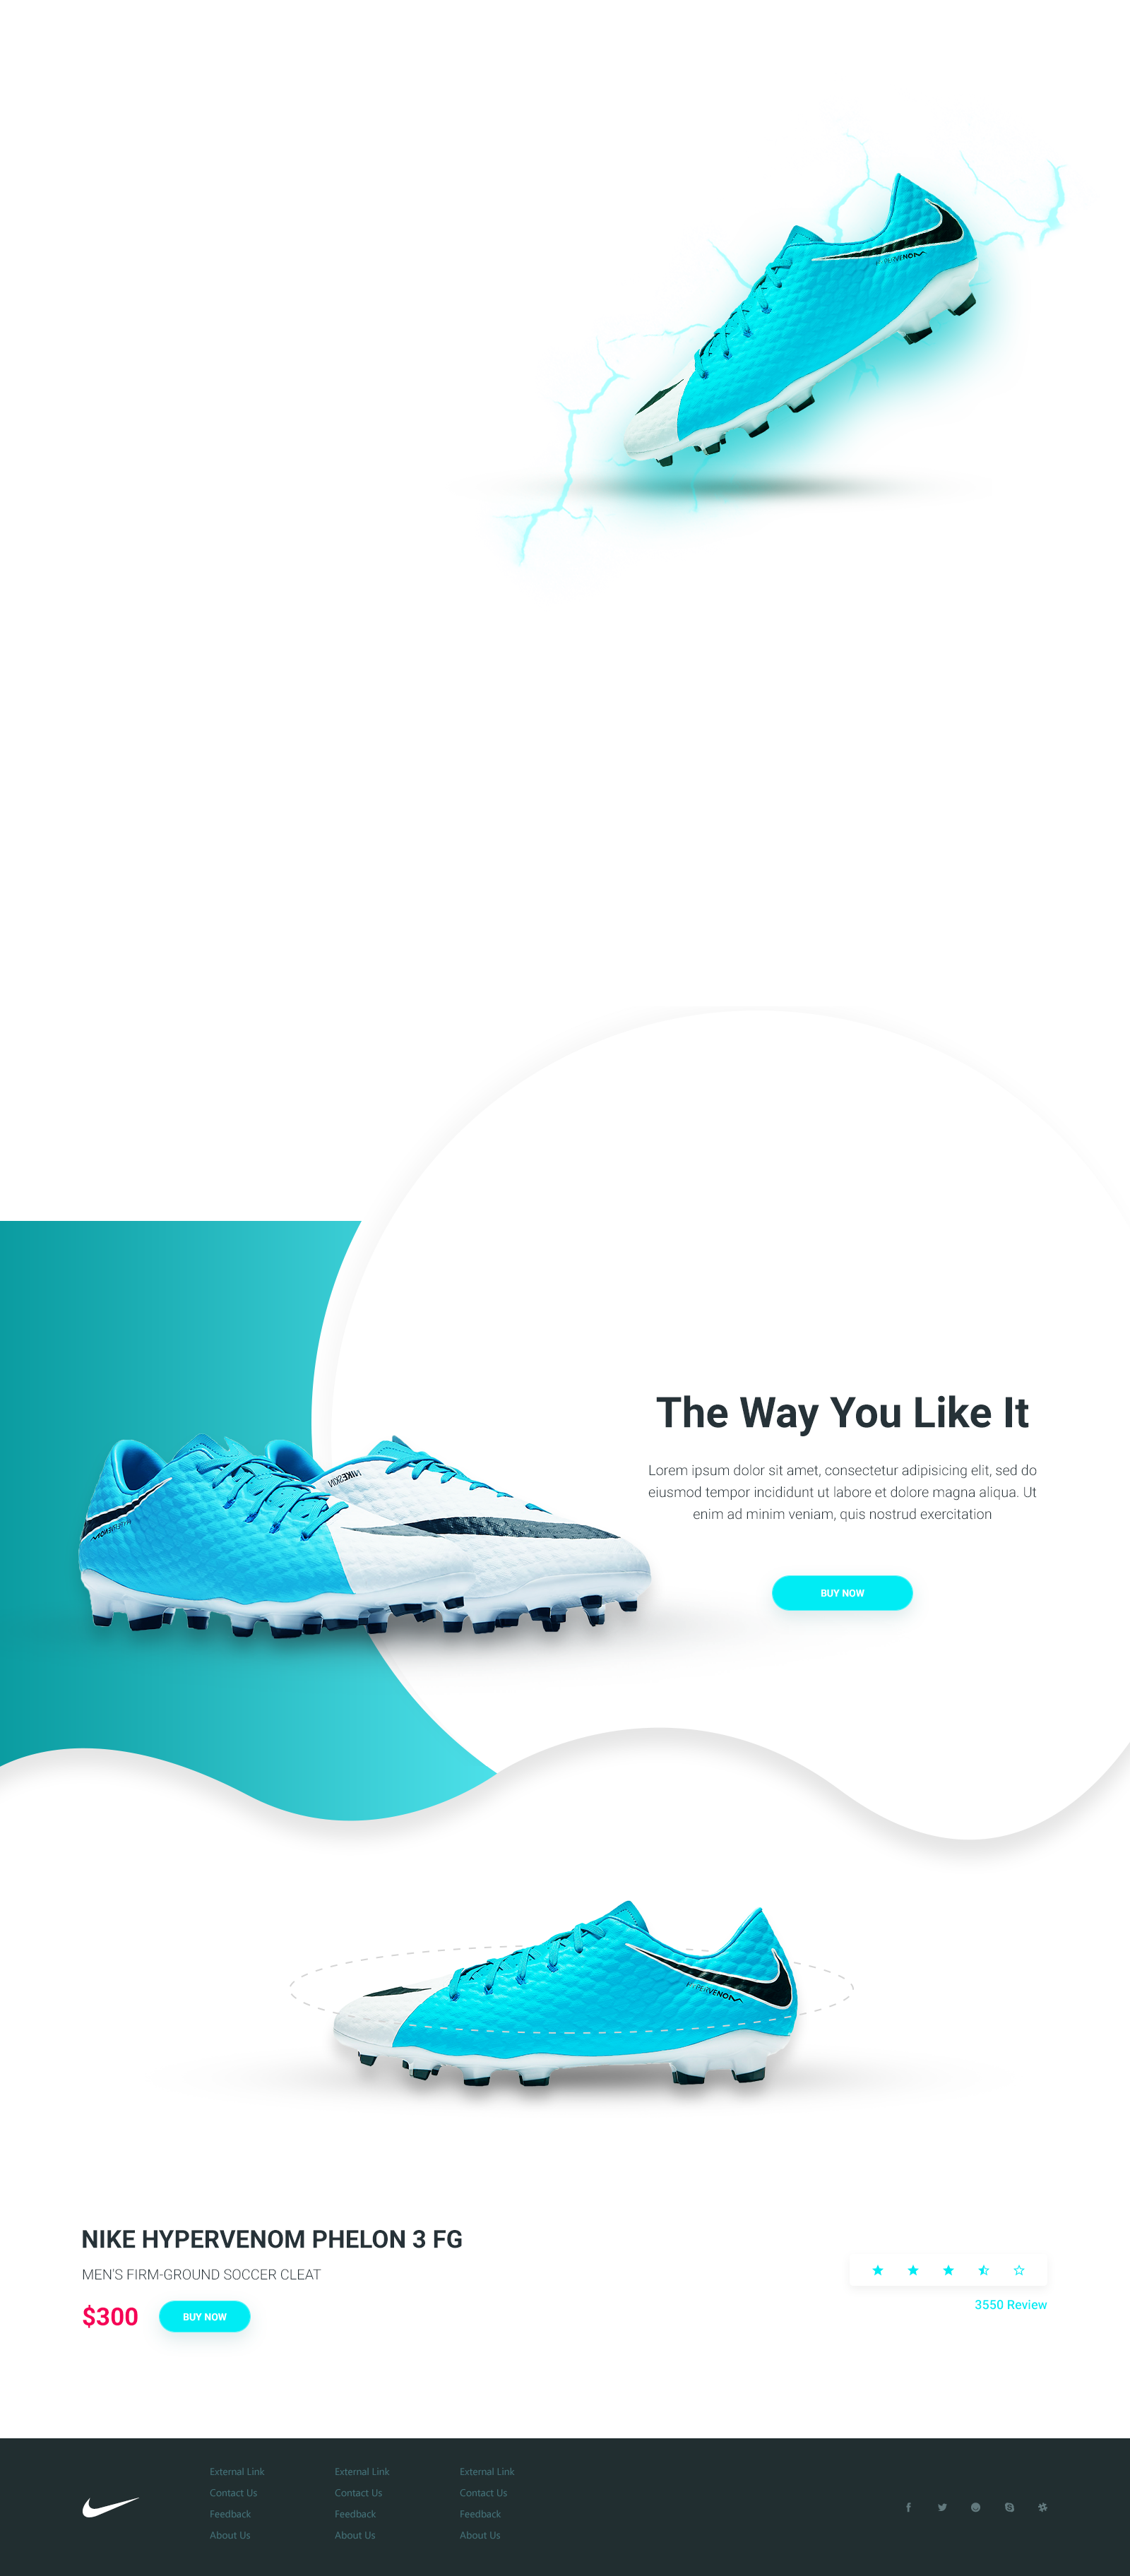 HYPERVENOM
The Way You Like It
Lorem ipsum dolor sit amet, consectetur adipisicing elit, sed do
eiusmod tempor incididunt ut labore et dolore magna aliqua. Ut
enim ad minim veniam, quis nostrud exercitation
BUY NOW
HYPERVENOM
HYPERVENOM
NIKE HYPERVENOM PHELON 3 FG
MEN'S FIRM-GROUND SOCCER CLEAT
$300
BUY NOW
3550 Review
External Link
Contact Us
Feedback
About Us
External Link
Contact Us
Feedback
About Us
External Link
Contact Us
Feedback
About Us